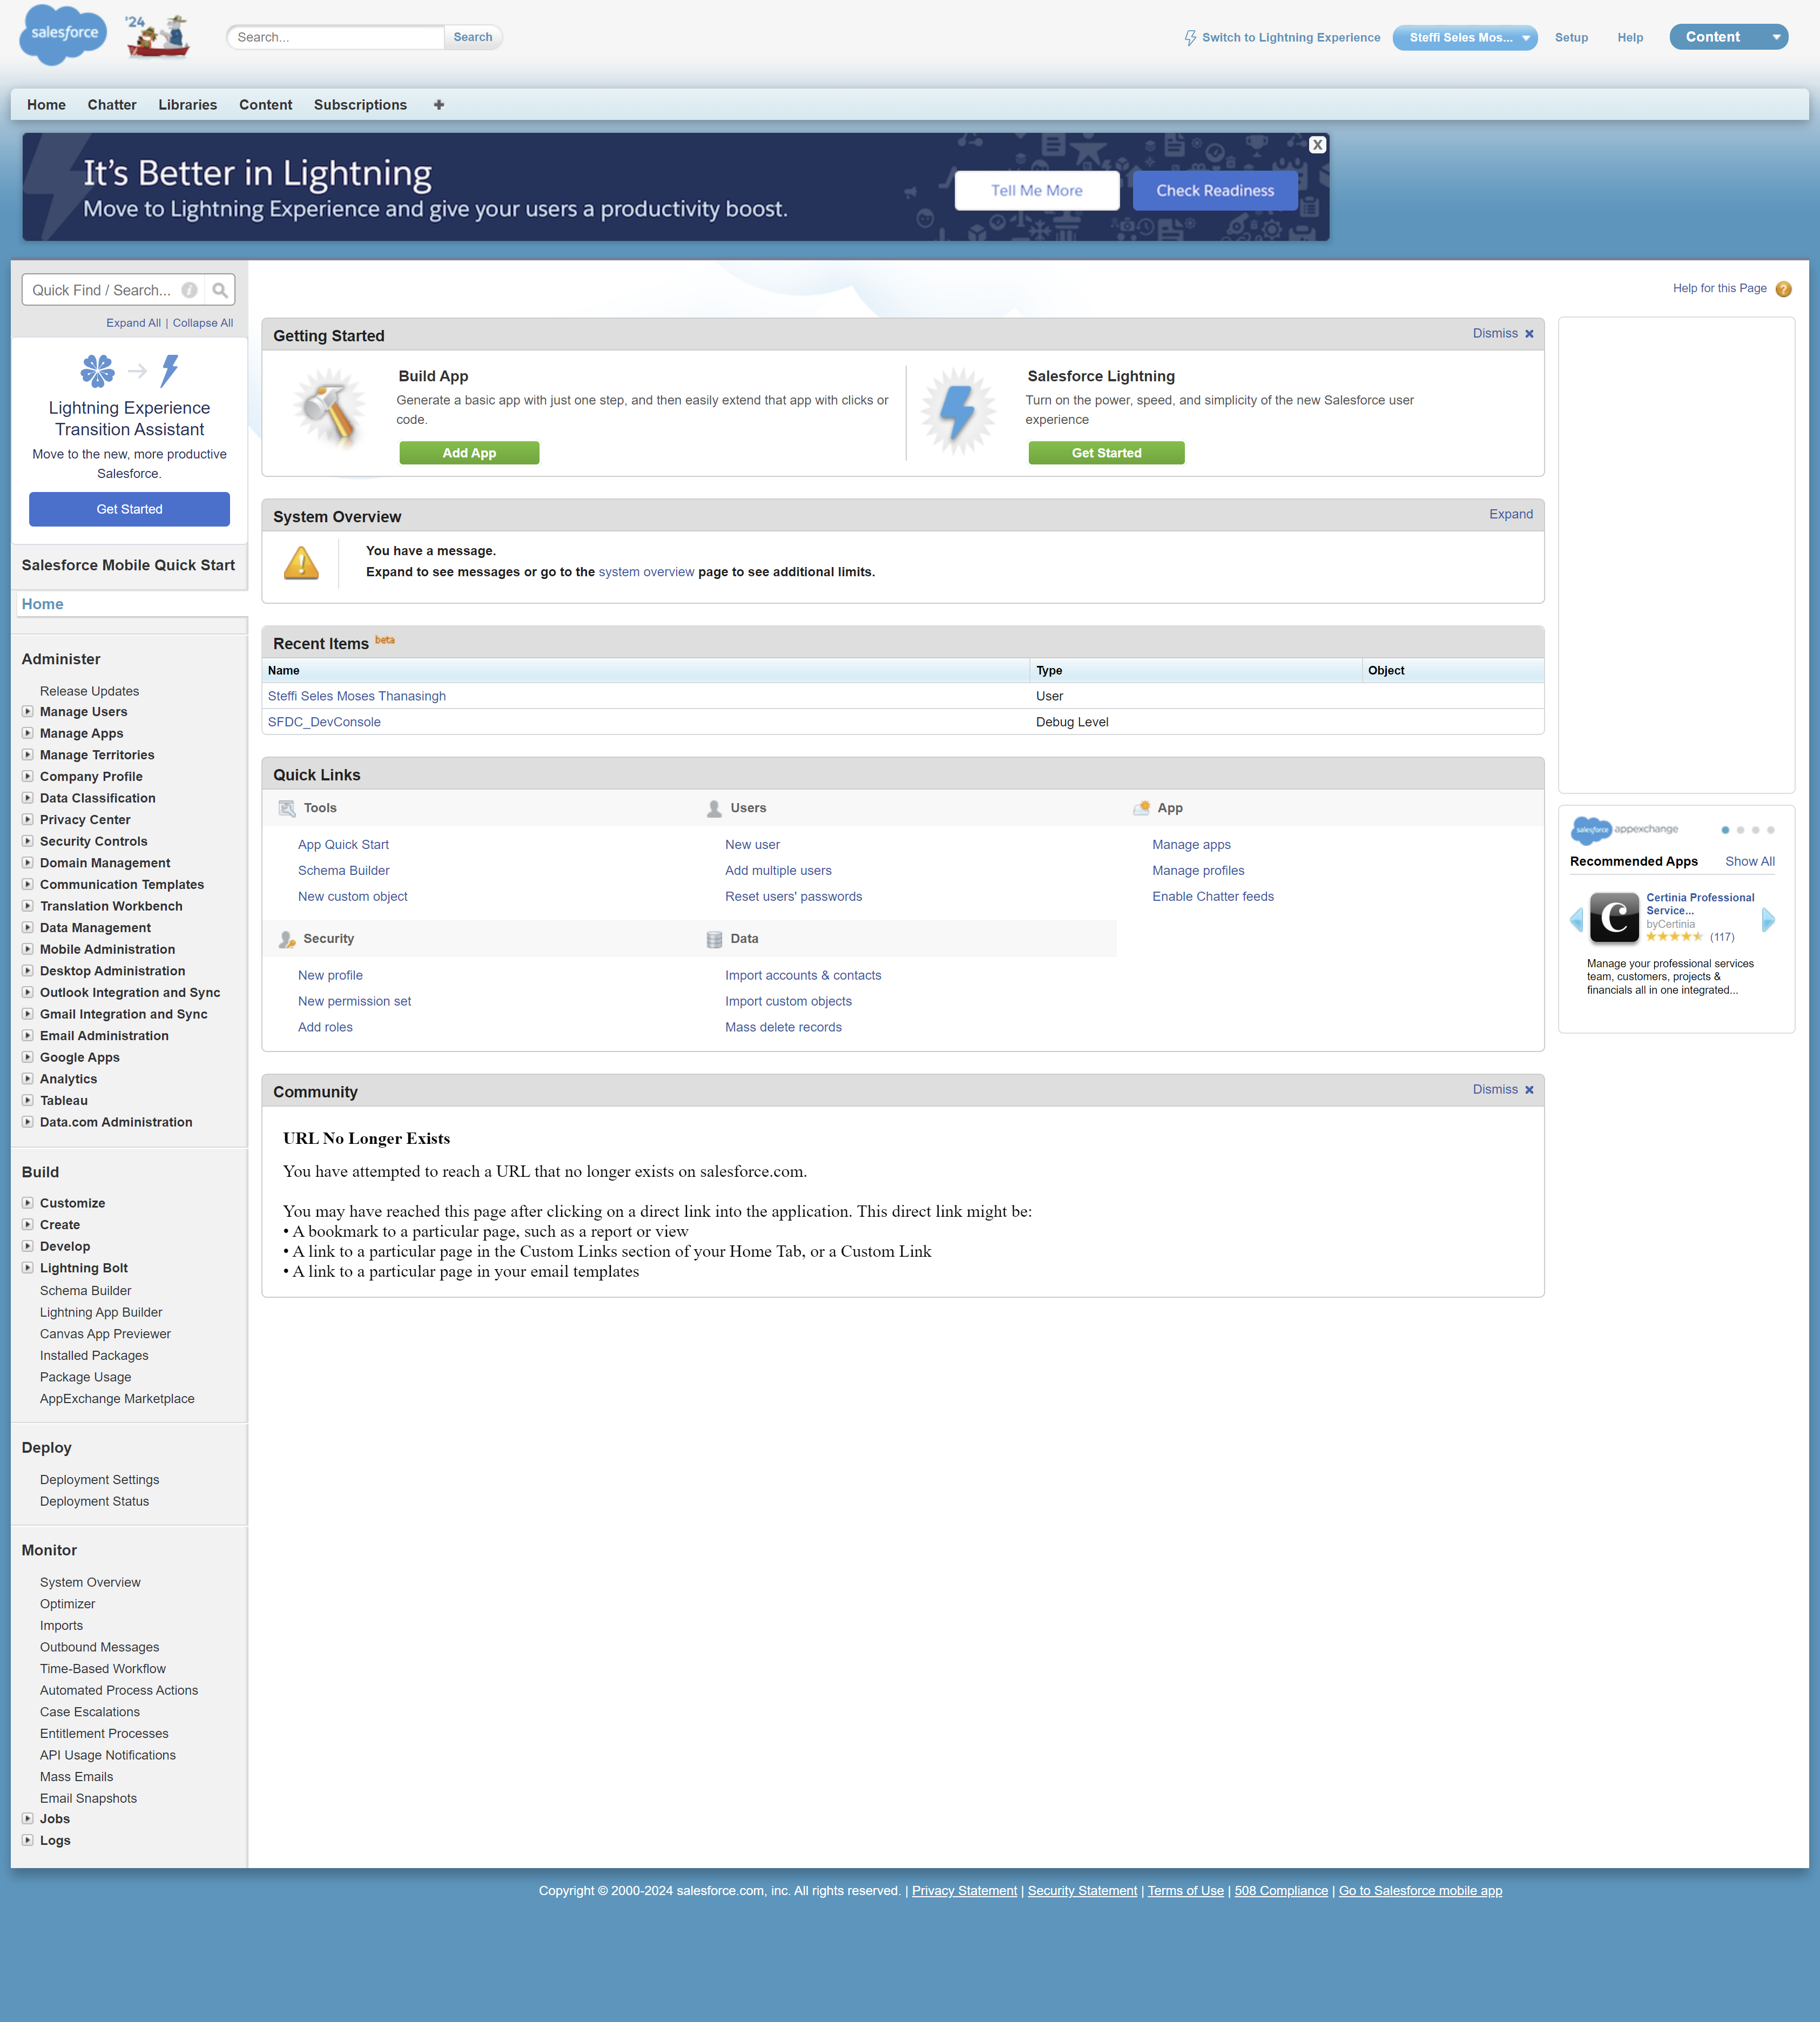 salesforce
'24
Search...
Search
Switch to Lightning Experience
Steffi Seles Mos...
Setup
Help
Content
Home
Chatter
Libraries
Content
Subscriptions
It's Better in Lightning
Move to Lightning Experience and give your users a productivity boost.
Tell Me More
Check Readiness
X
Quick Find / Search...
Expand All | Collapse All
Lightning Experience
Transition Assistant
Move to the new, more productive
Salesforce.
Get Started
Salesforce Mobile Quick Start
Home
Administer
Release Updates
Manage Users
Manage Apps
Manage Territories
Company Profile
Data Classification
Privacy Center
Security Controls
Domain Management
Communication Templates
Translation Workbench
Data Management
Mobile Administration
Desktop Administration
Outlook Integration and Sync
Gmail Integration and Sync
Email Administration
Google Apps
Analytics
Tableau
Data.com Administration
Build
Customize
Create
Develop
Lightning Bolt
Schema Builder
Lightning App Builder
Canvas App Previewer
Installed Packages
Package Usage
AppExchange Marketplace
Deploy
Deployment Settings
Deployment Status
Monitor
System Overview
Optimizer
Imports
Outbound Messages
Time-Based Workflow
Automated Process Actions
Case Escalations
Entitlement Processes
API Usage Notifications
Mass Emails
Email Snapshots
Jobs
Logs
Help for this Page ?
Getting Started
Dismiss
Build App
Generate a basic app with just one step, and then easily extend that app with clicks or
code.
Add App
Salesforce Lightning
Turn on the power, speed, and simplicity of the new Salesforce user
experience
Get Started
System Overview
Expand
You have a message.
Expand to see messages or go to the system overview page to see additional limits.
Recent Items beta
Name Type Object
Steffi Seles Moses Thanasingh User
SFDC_DevConsole Debug Level
Quick Links
Tools
App Quick Start
Schema Builder
New custom object
Users
New user
Add multiple users
Reset users' passwords
App
Manage apps
Manage profiles
Enable Chatter feeds
Security
New profile
New permission set
Add roles
Data
Import accounts & contacts
Import custom objects
Mass delete records
Community
Dismiss
URL No Longer Exists
You have attempted to reach a URL that no longer exists on salesforce.com.
You may have reached this page after clicking on a direct link into the application. This direct link might be:
• A bookmark to a particular page, such as a report or view
• A link to a particular page in the Custom Links section of your Home Tab, or a Custom Link
• A link to a particular page in your email templates
salesforce appexchange
Recommended Apps
Show All
C
Certinia Professional
Service...
byCertinia
(117)
Manage your professional services
team, customers, projects &
financials all in one integrated...
Copyright © 2000-2024 salesforce.com, inc. All rights reserved. | Privacy Statement | Security Statement | Terms of Use | 508 Compliance | Go to Salesforce mobile app